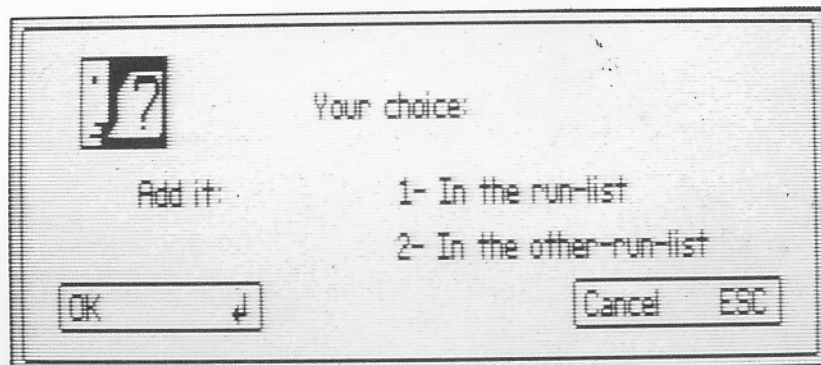 ?
Your choice:
Add it: 1- In the run-list
2- In the other-run-list
OK ↲ Cancel ESC